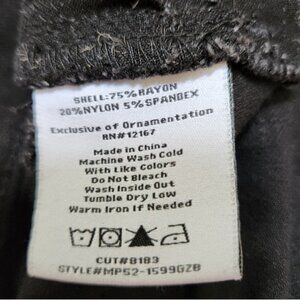 SHELL:75%RAYON
20%NYLON 5%SPANDEX
Exclusive of Ornamentation
RN#12167
Made in China
Machine Wash Cold
With Like Colors
Do Not Bleach
Wash Inside Out
Tumble Dry Low
Warm Iron If Needed
CUT#8183
STYLE#MPS2-1599GZB